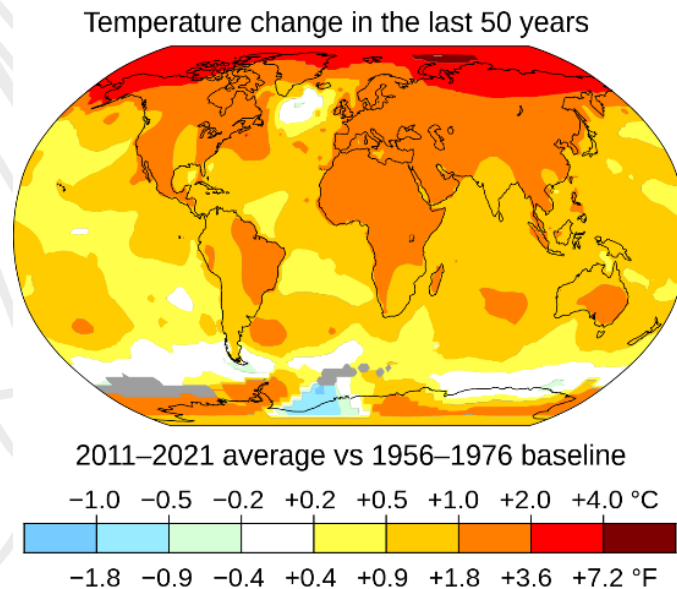 Temperature change in the last 50 years
2011–2021 average vs 1956–1976 baseline
−1.0 −0.5 −0.2 +0.2 +0.5 +1.0 +2.0 +4.0 °C
−1.8 −0.9 −0.4 +0.4 +0.9 +1.8 +3.6 +7.2 °F